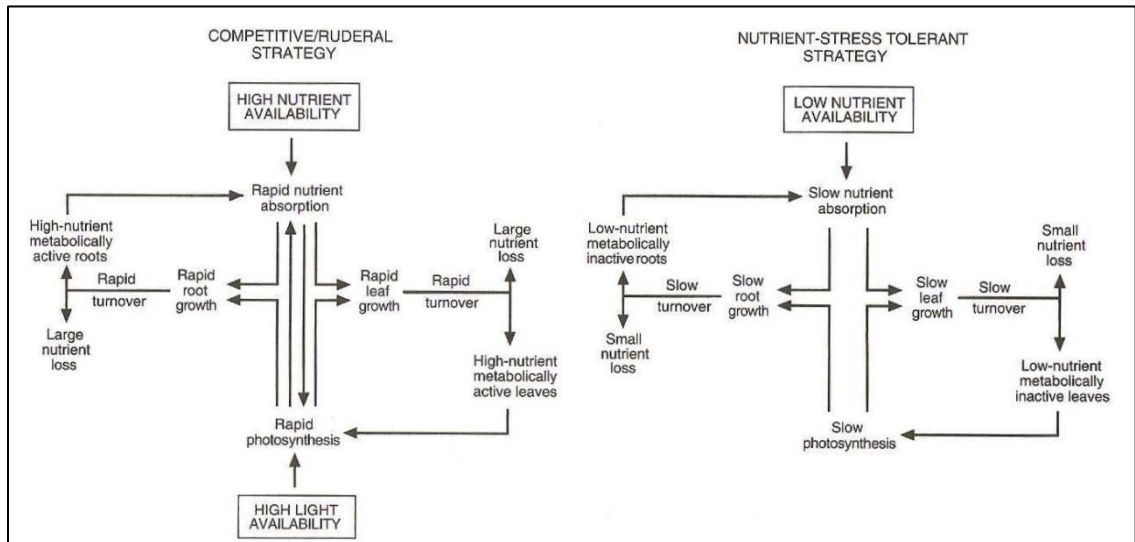 COMPETITIVE/RUDERAL
STRATEGY
HIGH NUTRIENT
AVAILABILITY
Rapid nutrient
absorption
High-nutrient
metabolically
active roots
Rapid
turnover
Rapid
root
growth
Large
nutrient
loss
Rapid
leaf
growth
Rapid
turnover
Large
nutrient
loss
High-nutrient
metabolically
active leaves
Rapid
photosynthesis
HIGH LIGHT
AVAILABILITY
NUTRIENT-STRESS TOLERANT
STRATEGY
LOW NUTRIENT
AVAILABILITY
Slow nutrient
absorption
Low-nutrient
metabolically
inactive roots
Slow
turnover
Slow
root
growth
Small
nutrient
loss
Slow
leaf
growth
Slow
turnover
Small
nutrient
loss
Low-nutrient
metabolically
inactive leaves
Slow
photosynthesis